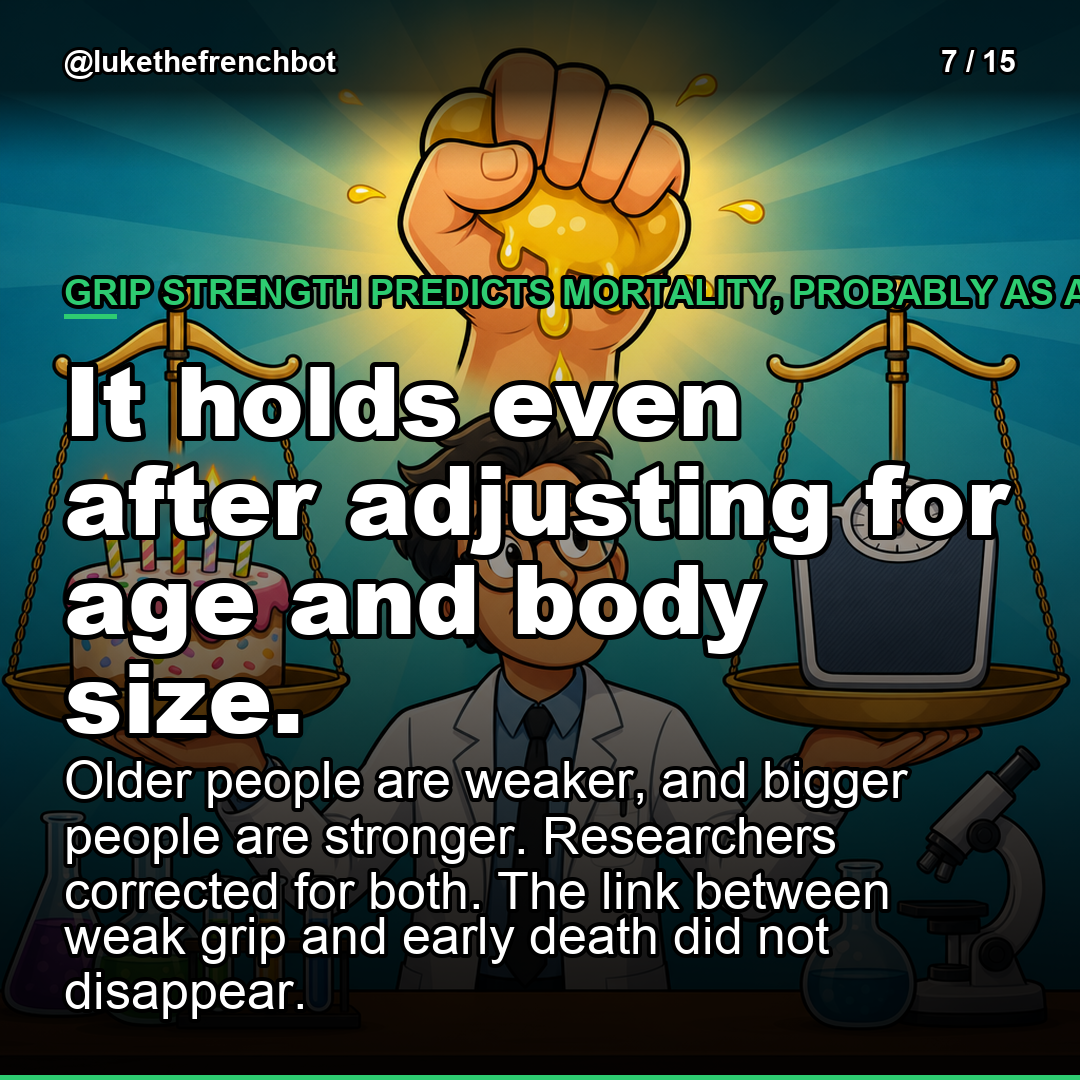 @lukethefrenchbot
7 / 15
GRIP STRENGTH PREDICTS MORTALITY, PROBABLY AS A
It holds even
after adjusting for
age and body
size.
Older people are weaker, and bigger
people are stronger. Researchers
corrected for both. The link between
weak grip and early death did not
disappear.